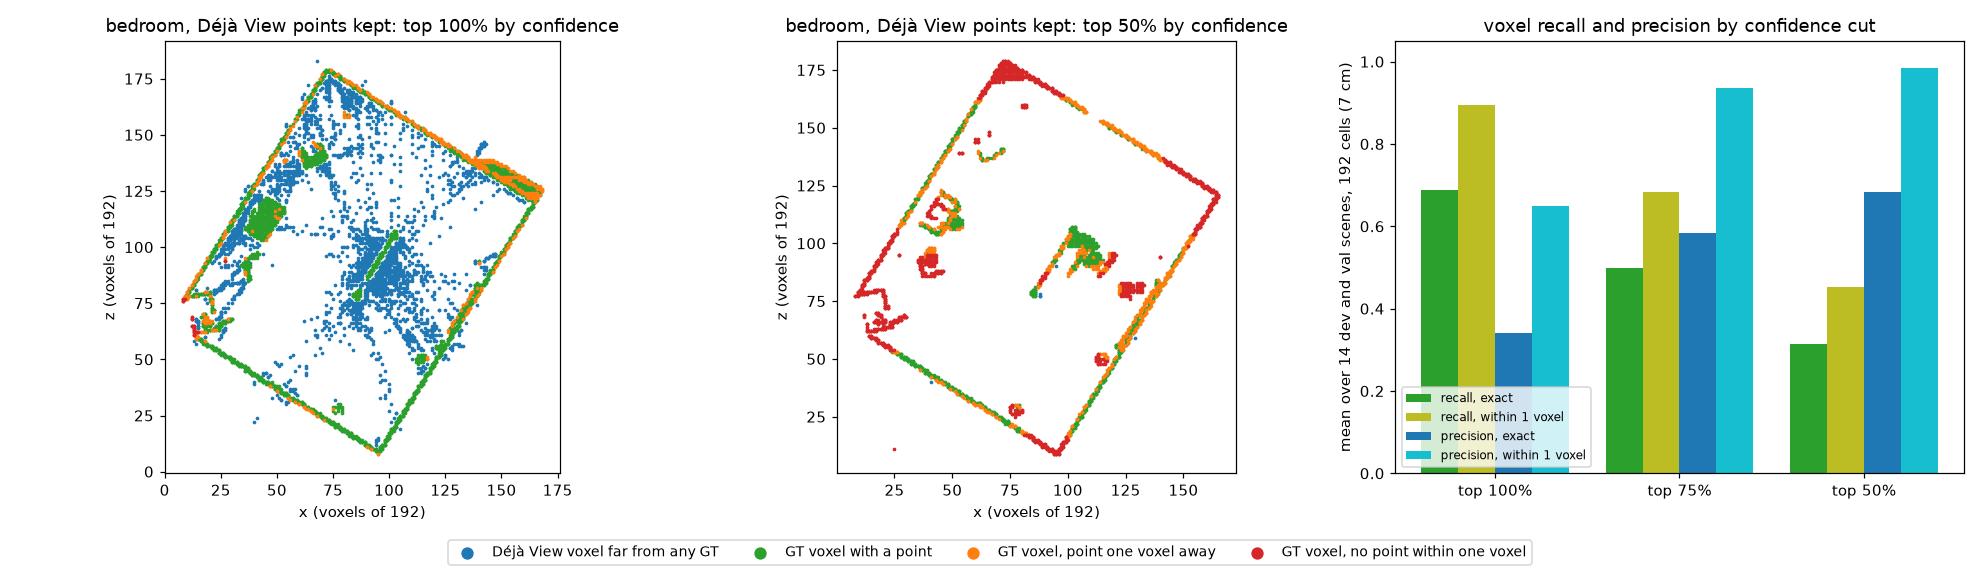 bedroom, Déjà View points kept: top 100% by confidence
175
150
125
100
75
50
25
0
z (voxels of 192)
0 25 50 75 100 125 150 175
x (voxels of 192)
bedroom, Déjà View points kept: top 50% by confidence
175
150
125
100
75
50
25
z (voxels of 192)
25 50 75 100 125 150
x (voxels of 192)
voxel recall and precision by confidence cut
1.0
0.8
0.6
0.4
0.2
0.0
mean over 14 dev and val scenes, 192 cells (7 cm)
recall, exact
recall, within 1 voxel
precision, exact
precision, within 1 voxel
top 100% top 75% top 50%
Déjà View voxel far from any GT GT voxel with a point GT voxel, point one voxel away GT voxel, no point within one voxel